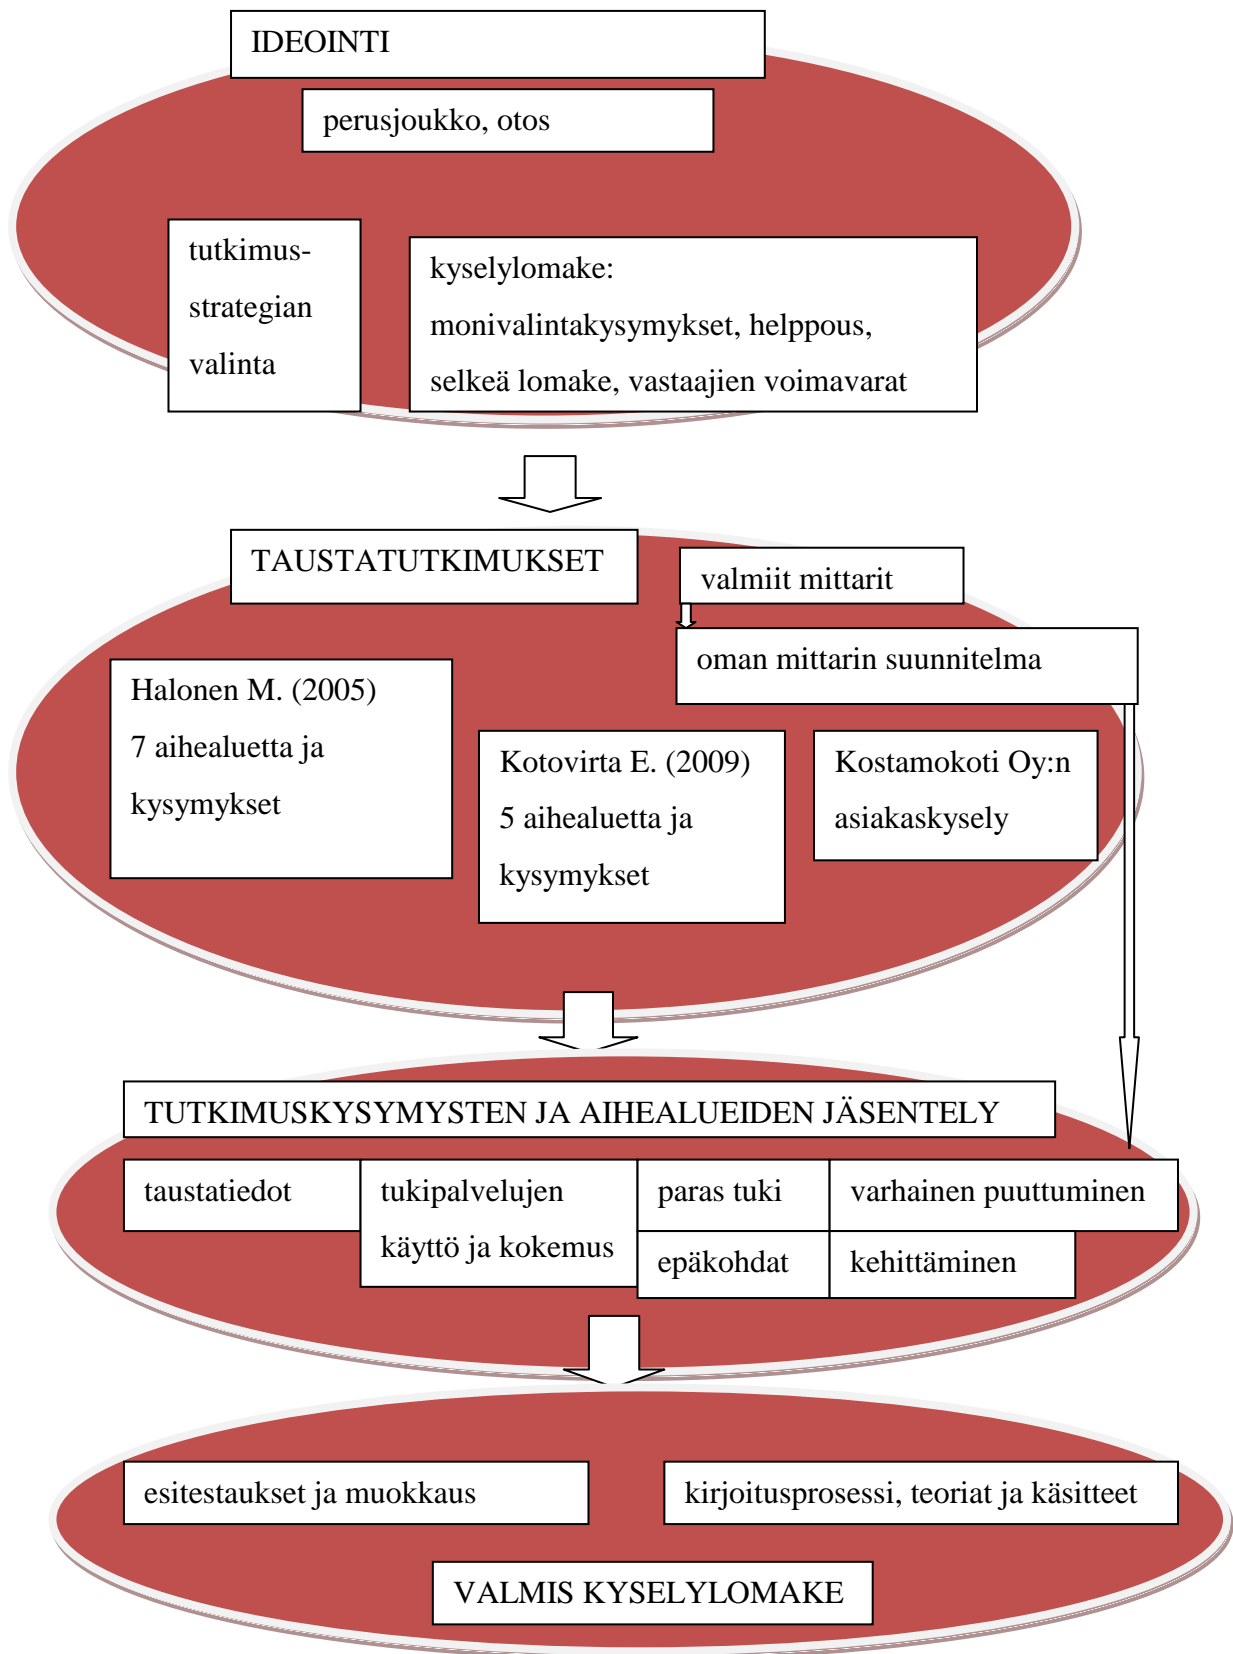 IDEOINTI
perusjoukko, otos
tutkimus-
strategian
valinta
kyselylomake:
monivalintakysymykset, helppous,
selkeä lomake, vastaajien voimavarat
TAUSTATUTKIMUKSET
valmiit mittarit
oman mittarin suunnitelma
Halonen M. (2005)
7 aihealuetta ja
kysymykset
Kotovirta E. (2009)
5 aihealuetta ja
kysymykset
Kostamokoti Oy:n
asiakaskysely
TUTKIMUSKYSYMYSTEN JA AIHEALUEIDEN JÄSENTELY
taustatiedot
tukipalvelujen
käyttö ja kokemus
paras tuki
varhainen puuttuminen
epäkohdat
kehittäminen
esitestaukset ja muokkaus
kirjoitusprosessi, teoriat ja käsitteet
VALMIS KYSELYLOMAKE